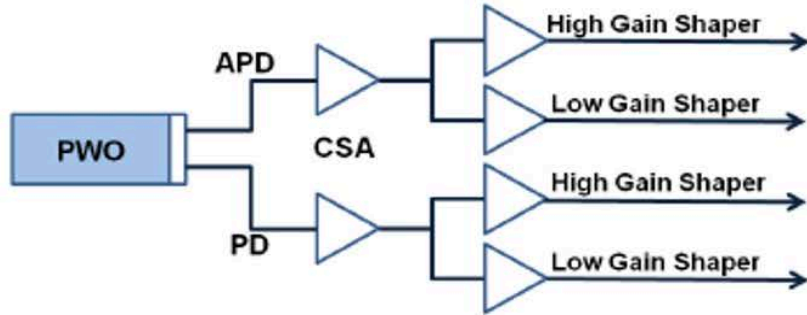 High Gain Shaper
APD
Low Gain Shaper
PWO
CSA
High Gain Shaper
PD
Low Gain Shaper